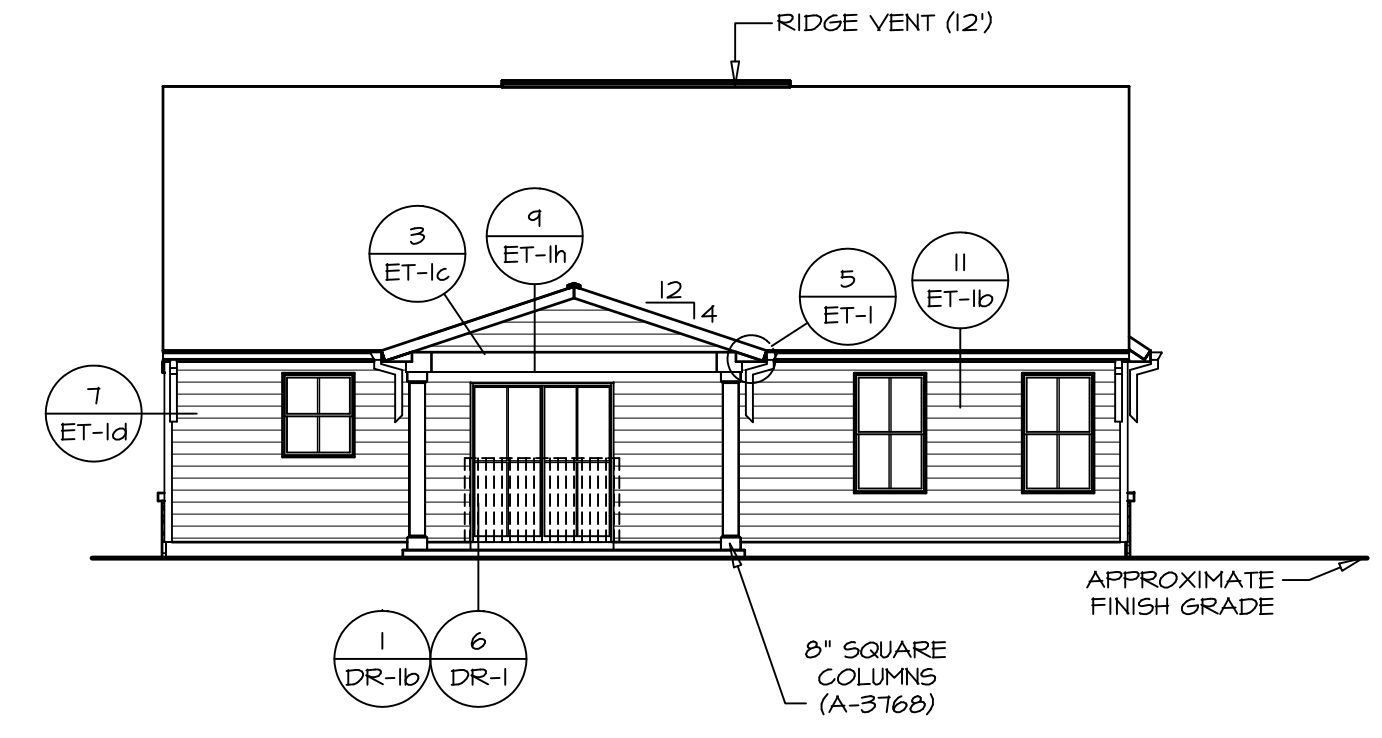 RIDGE VENT (12')
9
ET-1h
3
ET-1c
11
ET-1b
5
ET-1
12
4
7
ET-1d
APPROXIMATE
FINISH GRADE
1
DR-1b
6
DR-1
8" SQUARE
COLUMNS
(A-3768)